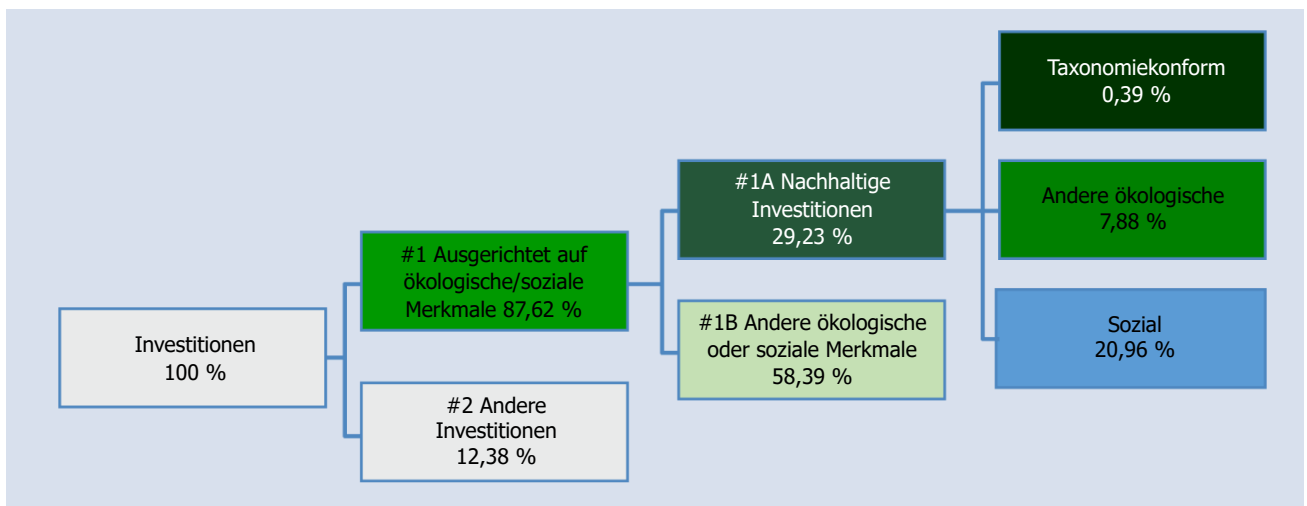 Investitionen
100 %
#1 Ausgerichtet auf
ökologische/soziale
Merkmale 87,62 %
#2 Andere
Investitionen
12,38 %
#1A Nachhaltige
Investitionen
29,23 %
#1B Andere ökologische
oder soziale Merkmale
58,39 %
Taxonomiekonform
0,39 %
Andere ökologische
7,88 %
Sozial
20,96 %